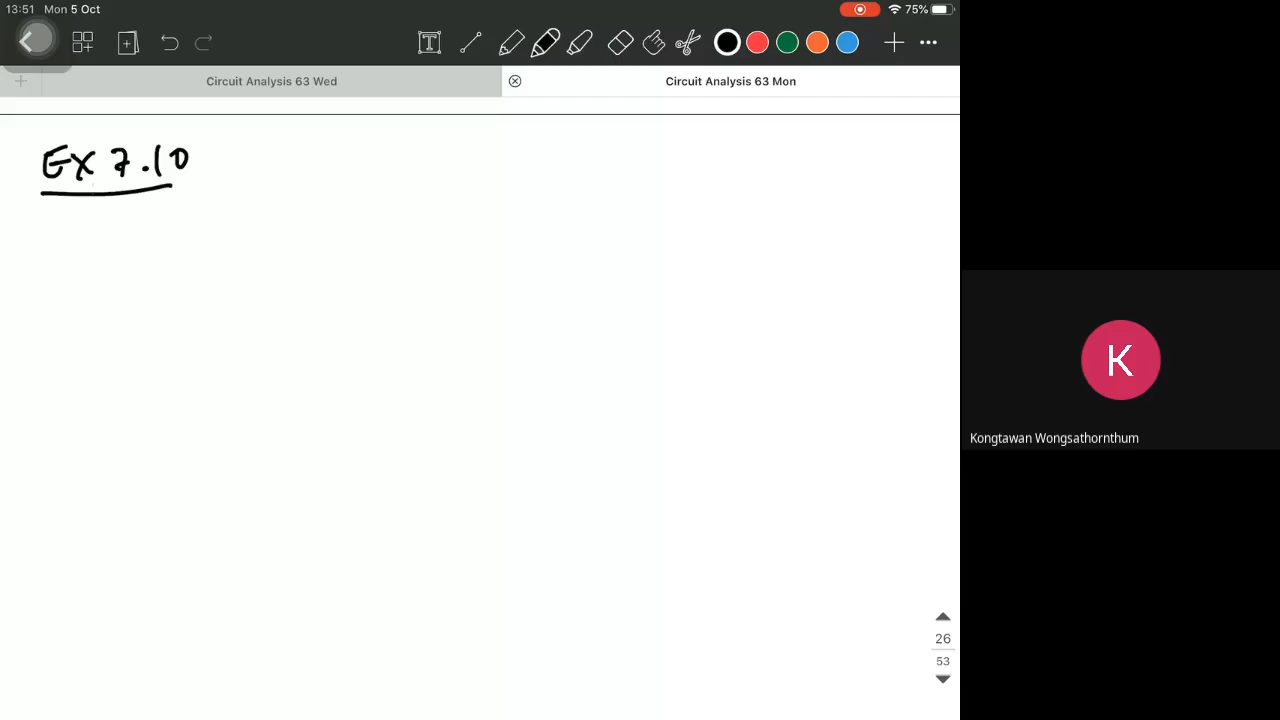 13:51 Mon 5 Oct 75%
Circuit Analysis 63 Wed Circuit Analysis 63 Mon
Ex 7.10
K
Kongtawan Wongsathornthum
26
53